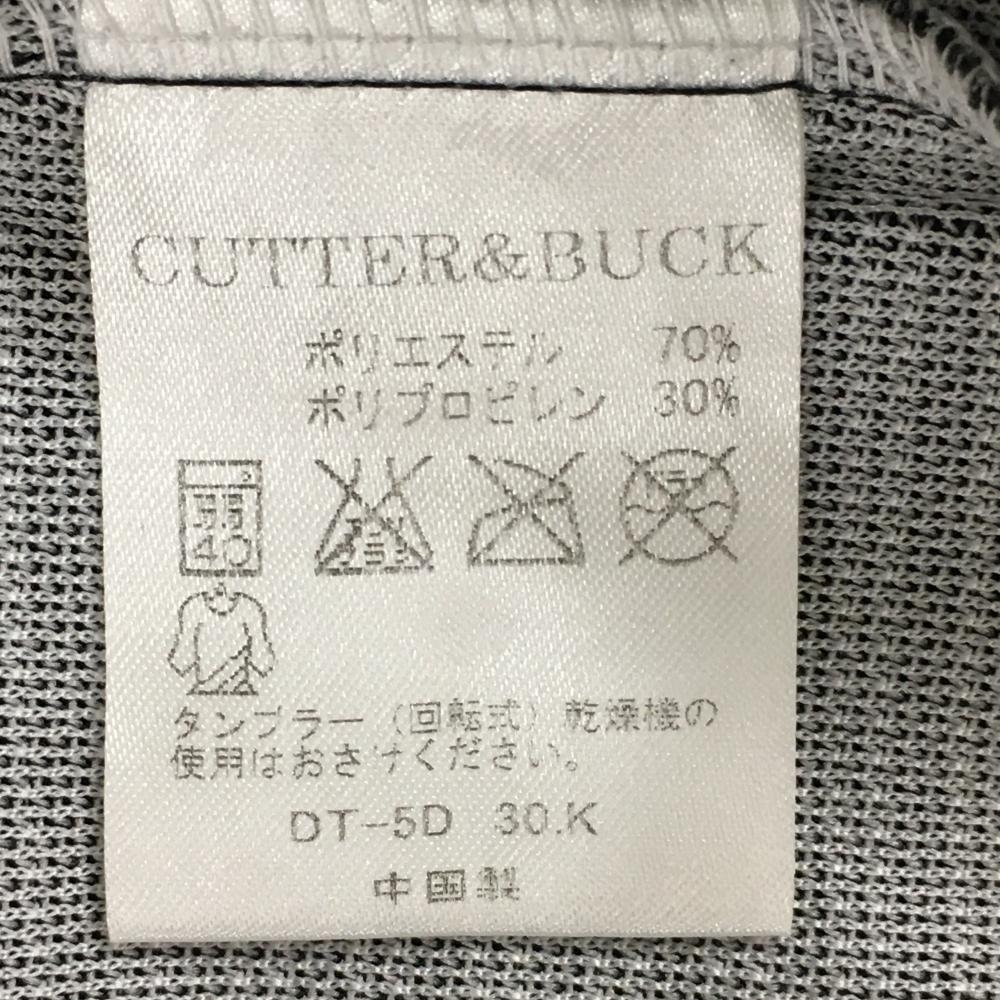 CUTTER&BUCK
ポリエステル 70%
ポリプロピレン 30%
弱
40
タンブラー（回転式）乾燥機の
使用はおさけください。
DT-5D 30.K
中国製